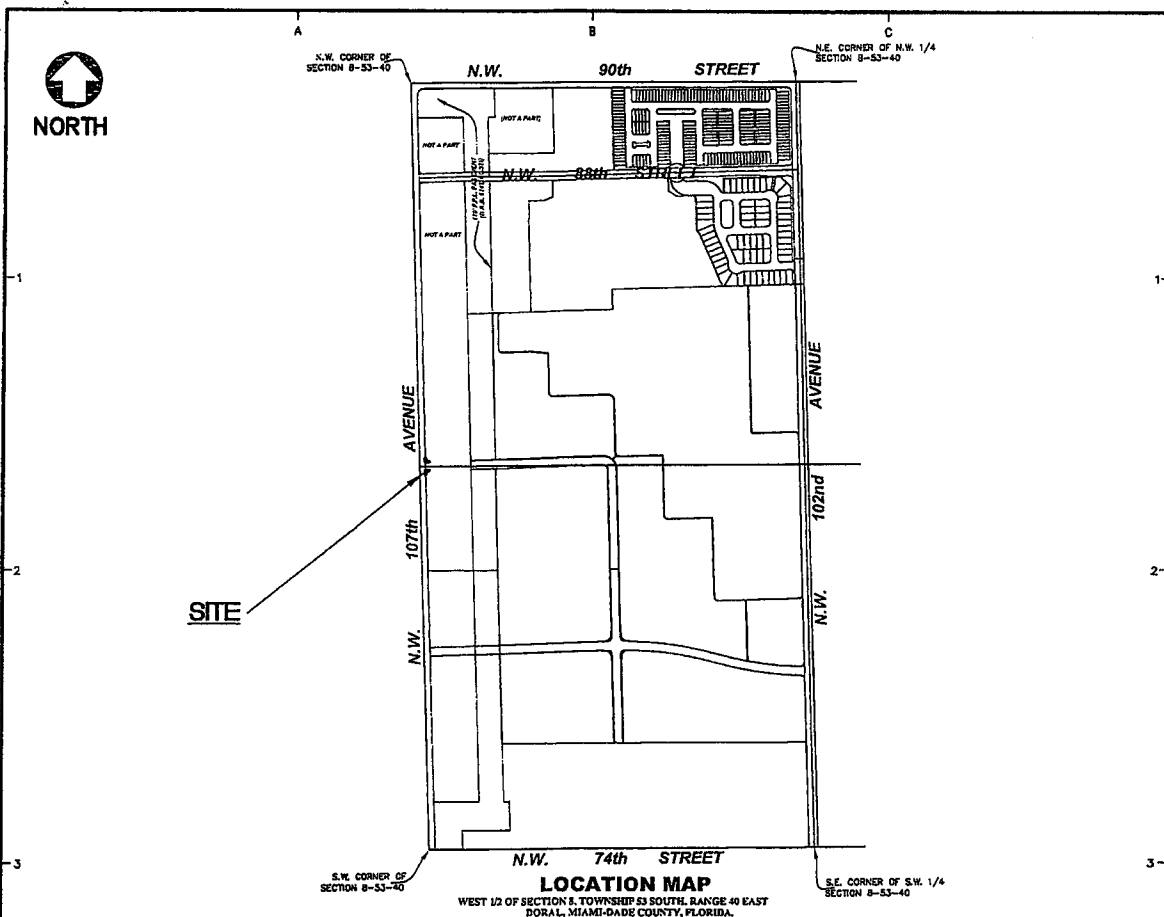 A B C
N.W. CORNER OF
SECTION 8-53-40
N.E. CORNER OF N.W. 1/4
SECTION 8-53-40
NORTH
N.W. 90th STREET
(NOT A PART)
NOT A PART
N.W. 88th STREET
NOT A PART
1 1
AVENUE
AVENUE
107th
102nd
2 2
SITE
N.W.
N.W.
3 3
N.W. 74th STREET
S.W. CORNER OF
SECTION 8-53-40
S.E. CORNER OF S.W. 1/4
SECTION 8-53-40
LOCATION MAP
WEST 1/2 OF SECTION 8, TOWNSHIP 53 SOUTH, RANGE 40 EAST
DORAL, MIAMI-DADE COUNTY, FLORIDA.